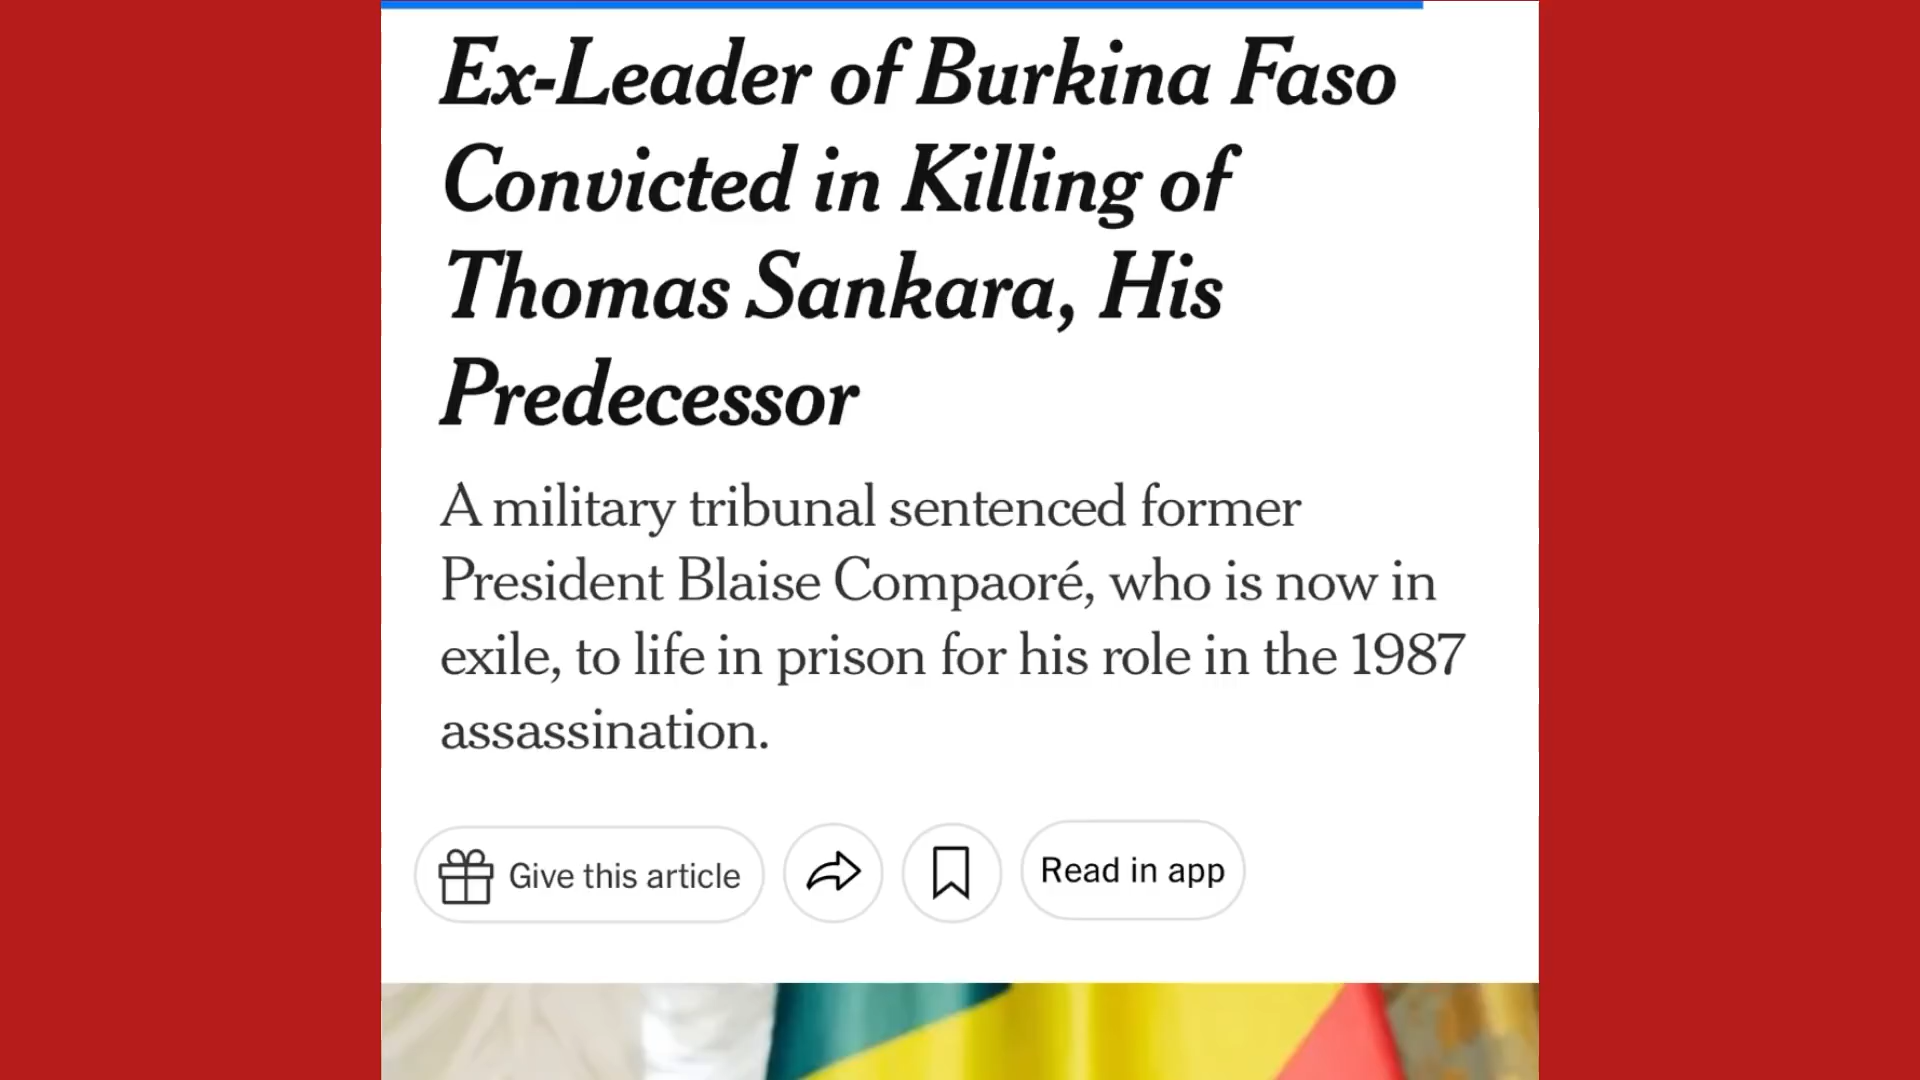 Ex-Leader of Burkina Faso
Convicted in Killing of
Thomas Sankara, His
Predecessor
A military tribunal sentenced former
President Blaise Compaoré, who is now in
exile, to life in prison for his role in the 1987
assassination.
Give this article
Read in app